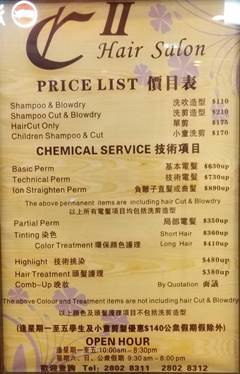 C II
Hair Salon
PRICE LIST 價目表
Shampoo & Blowdry 洗吹造型 $110
Shampoo Cut & Blowdry 洗剪造型 $210
HairCut Only 單剪 $175
Children Shampoo & Cut 小童洗剪 $170
CHEMICAL SERVICE 技術項目
Basic Perm 基本電髮 $630up
Technical Perm 技術電髮 $730up
Ion Straighten Perm 負離子直髮或曲髮 $890up
The above permanent items are including hair Cut & Blowdry
以上所有電髮項目均包括洗剪造型
Partial Perm 局部電髮 $350up
Tinting 染色 Short Hair $360up
Color Treatment 環保顏色護理 Long Hair $410up
Highlight 技術挑染 $480up
Hair Treatment 頭髮護理 $380up
Comb-Up 晚妝 By Quotation 面議
The above Colour and Treatment items are not including hair Cut & Blowdry
以上顏色及頭髮護理項目不包括洗剪造型
(逢星期一至五學生及小童剪髮優惠$140公眾假期除外)
OPEN HOUR
逢星期一至五:10:00am - 8:30pm
星期六、日、公眾假期 9:30am - 8:00pm
歡迎查詢 Tel: 2802 8311 2802 8312